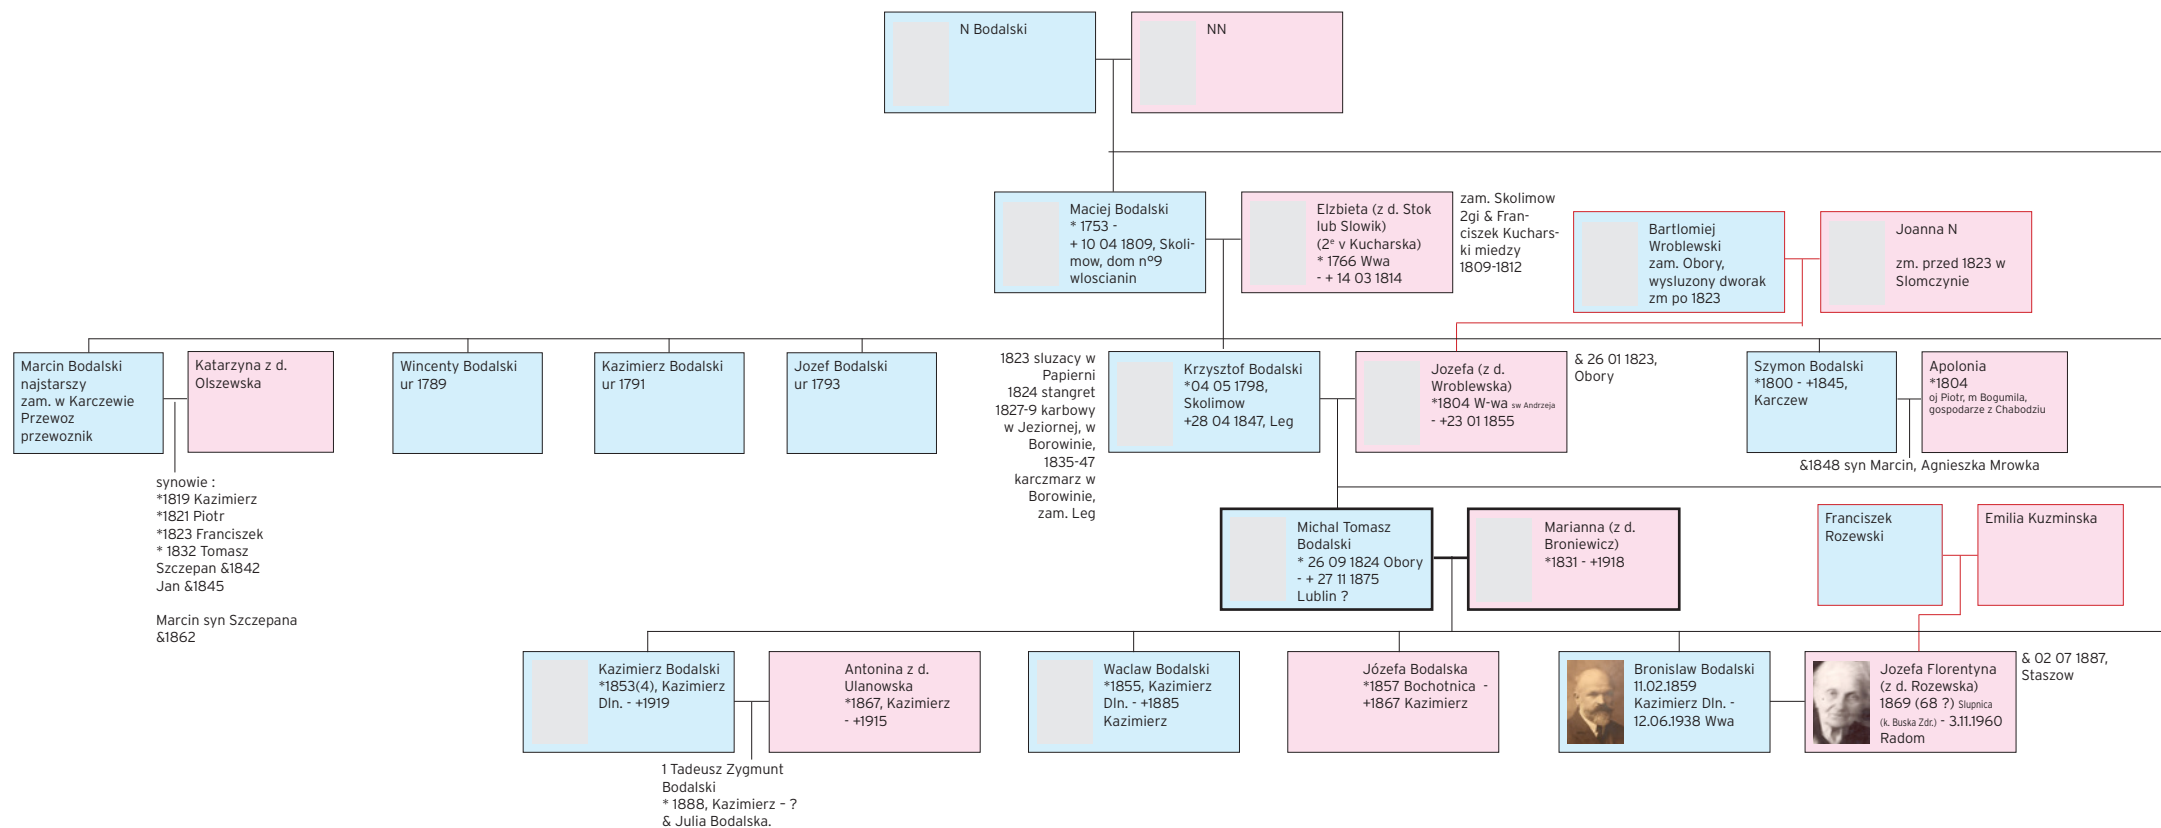 N Bodalski
NN
Maciej Bodalski
* 1753 -
+ 10 04 1809, Skoli-
mow, dom n°9
wloscianin
Elzbieta (z d. Stok
lub Slowik)
(2e v Kucharska)
* 1766 Wwa
- + 14 03 1814
zam. Skolimow
2gi & Fran-
ciszek Kuchars-
ki miedzy
1809-1812
Bartlomiej
Wroblewski
zam. Obory,
wysluzony dworak
zm po 1823
Joanna N
zm. przed 1823 w
Slomczynie
Marcin Bodalski
najstarszy
zam. w Karczewie
Przewoz
przewoznik
Katarzyna z d.
Olszewska
synowie :
*1819 Kazimierz
*1821 Piotr
*1823 Franciszek
* 1832 Tomasz
Szczepan &1842
Jan &1845
Marcin syn Szczepana
&1862
Wincenty Bodalski
ur 1789
Kazimierz Bodalski
ur 1791
Jozef Bodalski
ur 1793
1823 sluzacy w
Papierni
1824 stangret
1827-9 karbowy
w Jeziornej, w
Borowinie,
1835-47
karczmarz w
Borowinie,
zam. Leg
Krzysztof Bodalski
*04 05 1798,
Skolimow
+28 04 1847, Leg
Jozefa (z d.
Wroblewska)
*1804 W-wa sw Andrzeja
- +23 01 1855
& 26 01 1823,
Obory
Szymon Bodalski
*1800 - +1845,
Karczew
Apolonia
*1804
oj Piotr, m Bogumila,
gospodarze z Chabodziu
&1848 syn Marcin, Agnieszka Mrowka
Michal Tomasz
Bodalski
* 26 09 1824 Obory
- + 27 11 1875
Lublin ?
Marianna (z d.
Broniewicz)
*1831 - +1918
Franciszek
Rozewski
Emilia Kuzminska
Kazimierz Bodalski
*1853(4), Kazimierz
Dln. - +1919
Antonina z d.
Ulanowska
*1867, Kazimierz
- +1915
1 Tadeusz Zygmunt
Bodalski
* 1888, Kazimierz – ?
& Julia Bodalska.
Waclaw Bodalski
*1855, Kazimierz
Dln. - +1885
Kazimierz
Józefa Bodalska
*1857 Bochotnica -
+1867 Kazimierz
Bronislaw Bodalski
11.02.1859
Kazimierz Dln. -
12.06.1938 Wwa
Jozefa Florentyna
(z d. Rozewska)
1869 (68 ?) Slupnica
(k. Buska Zdr.) - 3.11.1960
Radom
& 02 07 1887,
Staszow